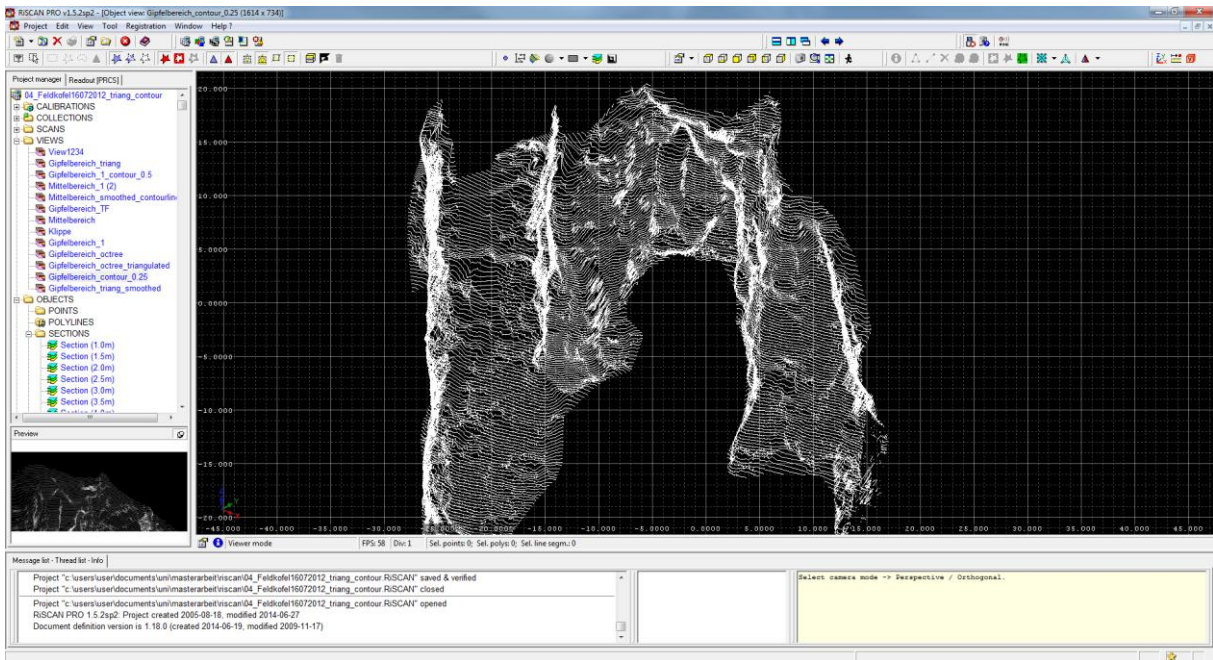 RiSCAN PRO v1.5.2sp2 - [Object view: Gipfelbereich_contour_0.25 (1614 x 734)]
Project Edit View Tool Registration Window Help ?
Project manager Readout [PRCS]
04_Feldkofel16072012_triang_contour
CALIBRATIONS
COLLECTIONS
SCANS
VIEWS
View1234
Gipfelbereich_triang
Gipfelbereich_1_contour_0.5
Mittelbereich_1 (2)
Mittelbereich_smoothed_contourlin
Gipfelbereich_TF
Mittelbereich
Klippe
Gipfelbereich_1
Gipfelbereich_octree
Gipfelbereich_octree_triangulated
Gipfelbereich_contour_0.25
Gipfelbereich_triang_smoothed
OBJECTS
POINTS
POLYLINES
SECTIONS
Section (1.0m)
Section (1.5m)
Section (2.0m)
Section (2.5m)
Section (3.0m)
Section (3.5m)
Preview
20.000
15.000
10.000
5.0000
0.0000
-5.0000
-10.000
-15.000
-20.000
-45.000 -40.000 -35.000 -30.000 -20.000 -15.000 -10.000 -5.0000 0.0000 5.0000 10.000 15.000 20.000 25.000 30.000 35.000 40.000 45.000
Viewer mode FPS: 58 Div: 1 Sel. points: 0; Sel. polys: 0; Sel. line segm.: 0
Message list - Thread list - Info
Project "c:\users\user\documents\uni\masterarbeit\riscan\04_Feldkofel16072012_triang_contour.RiSCAN" saved & verified
Project "c:\users\user\documents\uni\masterarbeit\riscan\04_Feldkofel16072012_triang_contour.RiSCAN" closed
Project "c:\users\user\documents\uni\masterarbeit\riscan\04_Feldkofel16072012_triang_contour.RiSCAN" opened
RiSCAN PRO 1.5.2sp2: Project created 2005-08-18, modified 2014-06-27
Document definition version is 1.18.0 (created 2014-06-19, modified 2009-11-17)
Select camera mode -> Perspective / Orthogonal.